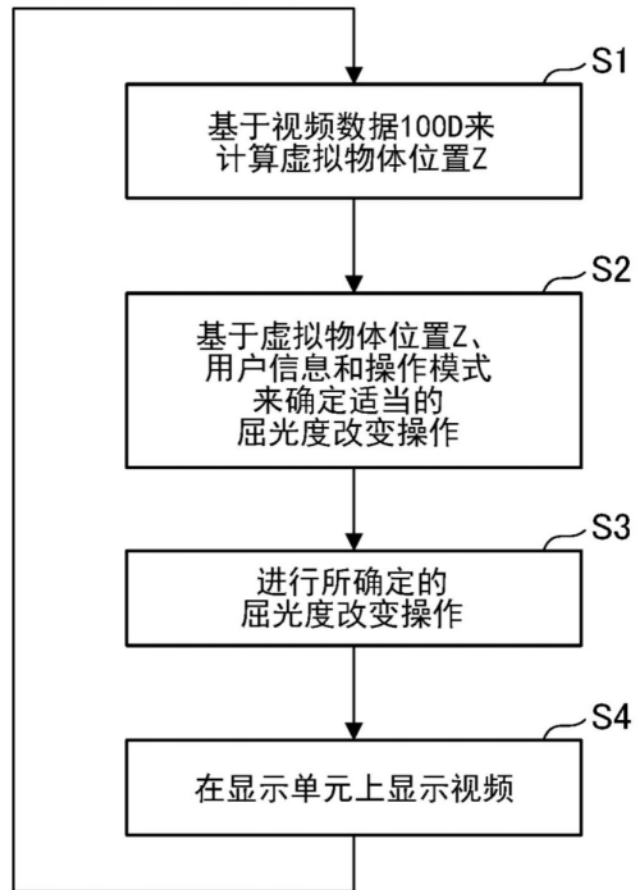 S1
基于视频数据100D来
计算虚拟物体位置Z
S2
基于虚拟物体位置Z、
用户信息和操作模式
来确定适当的
屈光度改变操作
S3
进行所确定的
屈光度改变操作
S4
在显示单元上显示视频